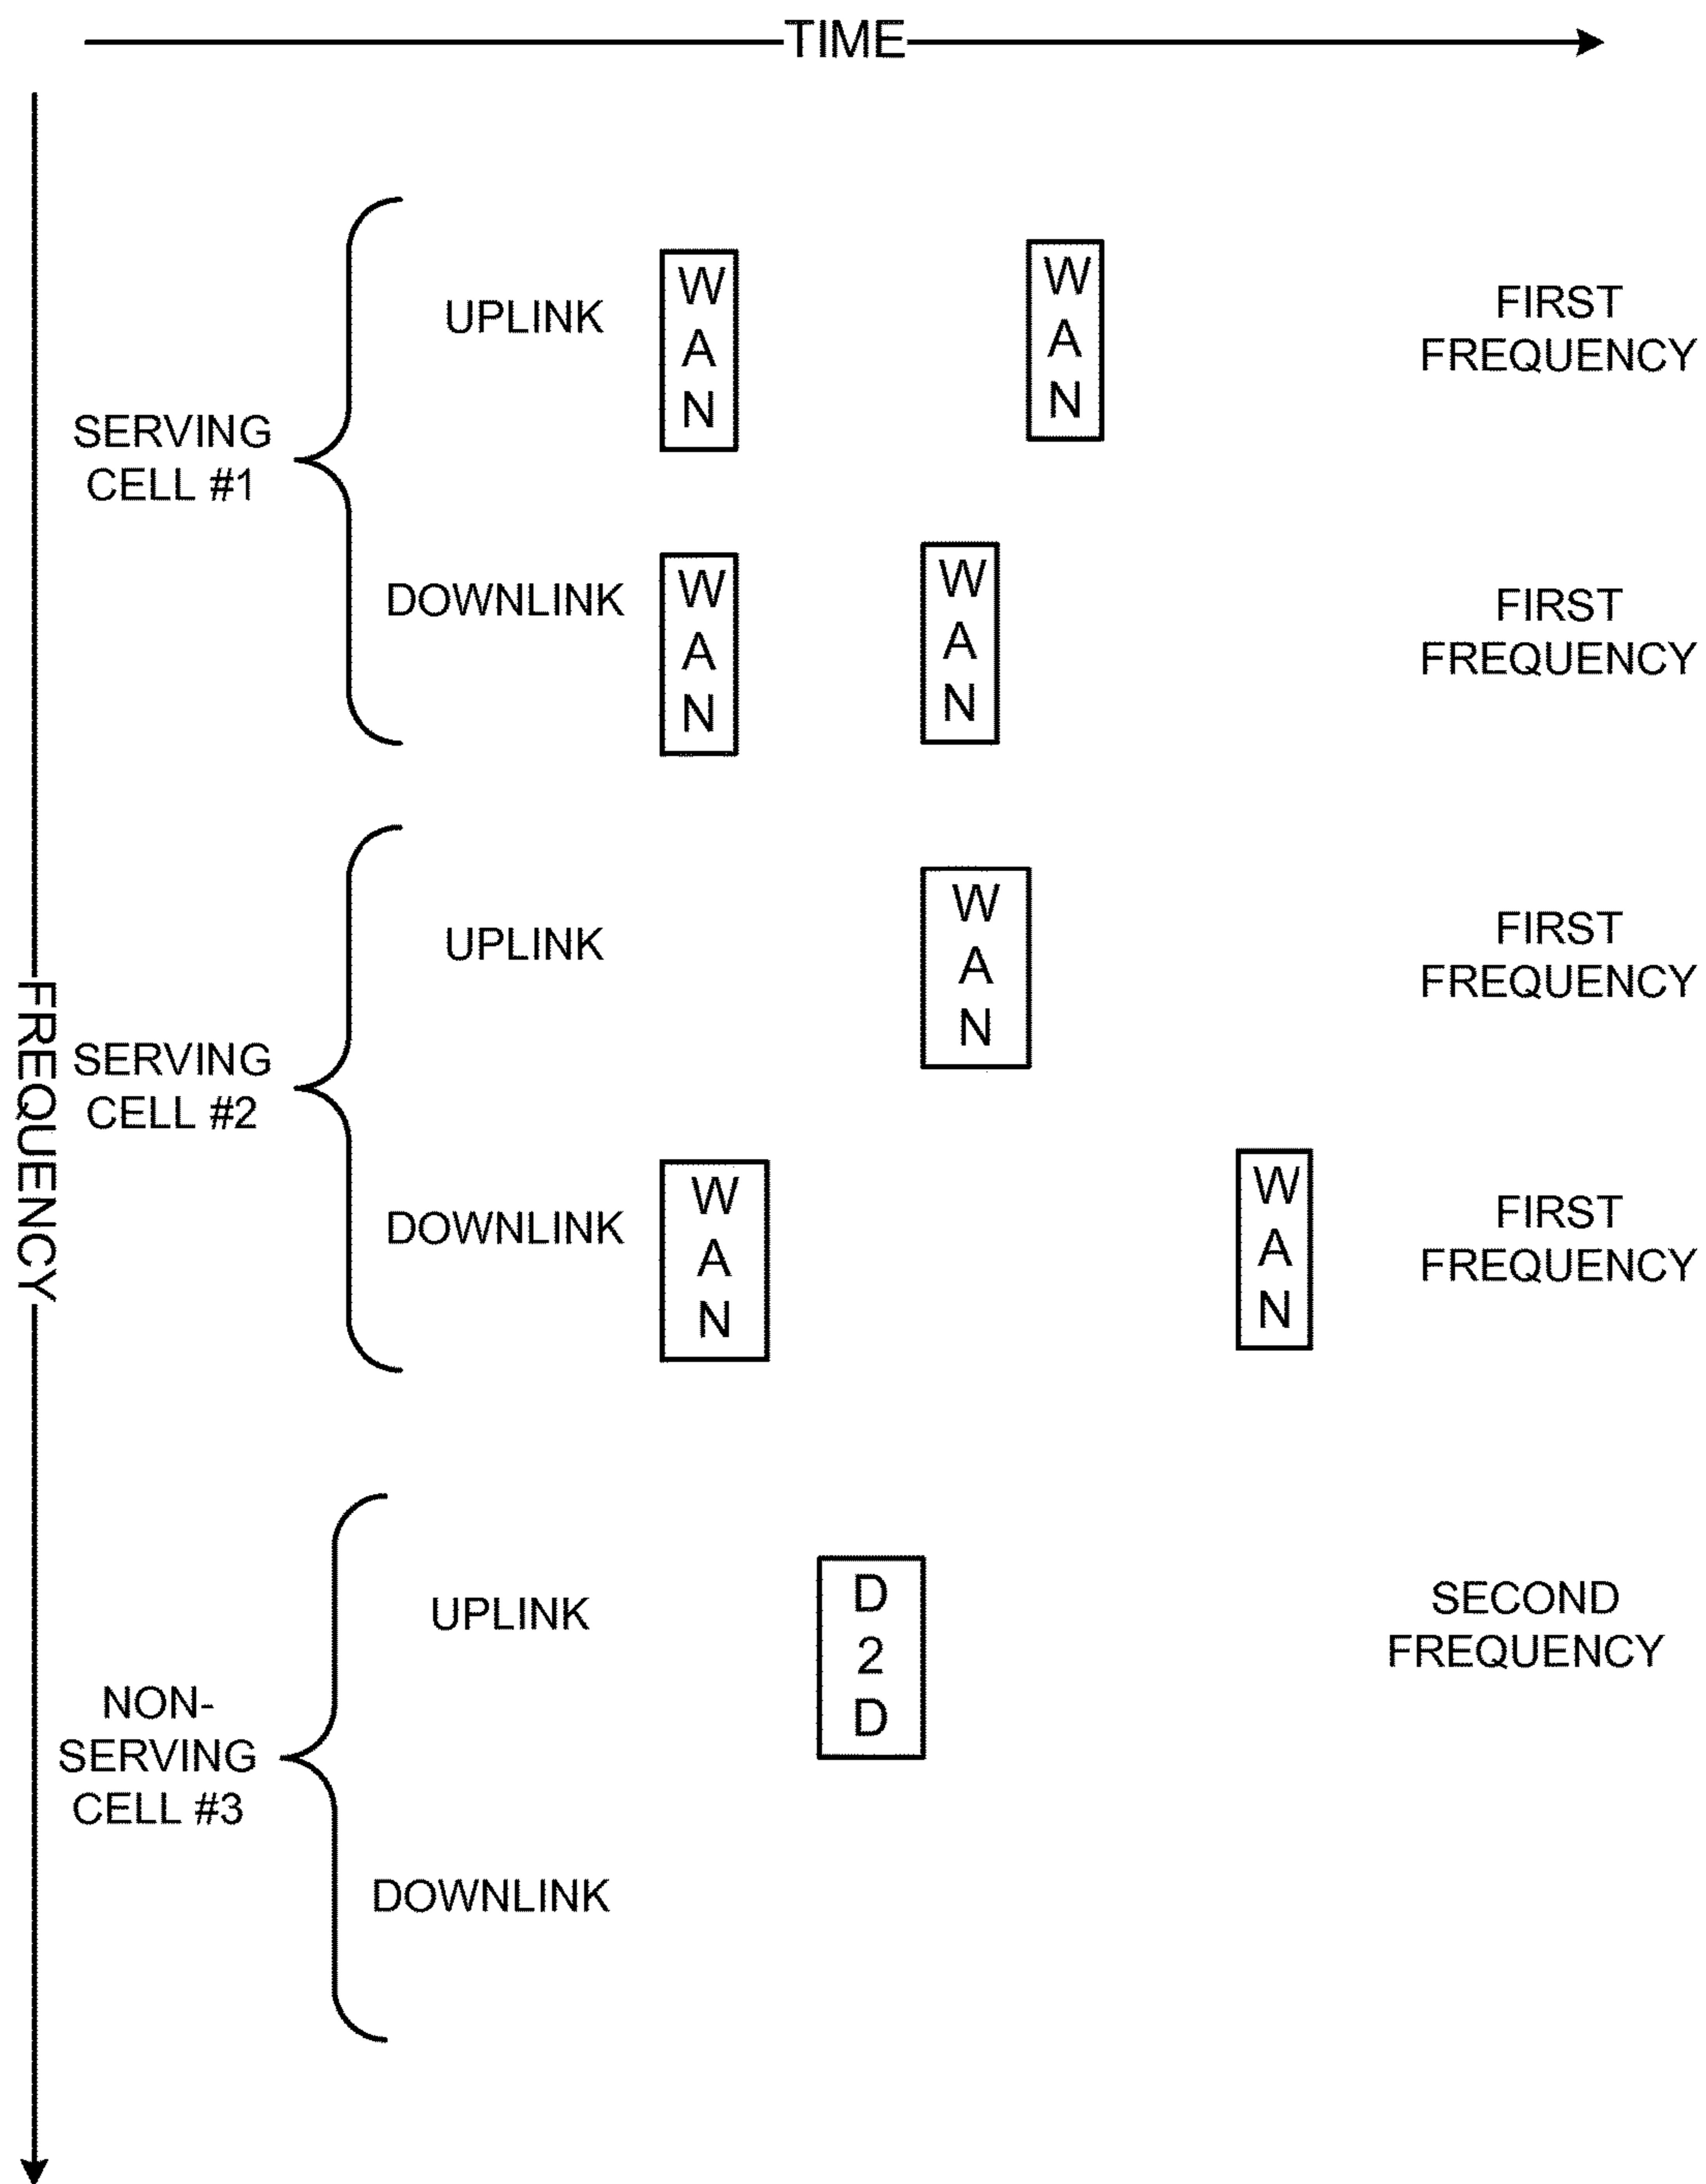 TIME
FREQUENCY
SERVING
CELL #1
UPLINK
W
A
N
W
A
N
FIRST
FREQUENCY
DOWNLINK
W
A
N
W
A
N
FIRST
FREQUENCY
SERVING
CELL #2
UPLINK
W
A
N
FIRST
FREQUENCY
DOWNLINK
W
A
N
W
A
N
FIRST
FREQUENCY
NON-
SERVING
CELL #3
UPLINK
D
2
D
SECOND
FREQUENCY
DOWNLINK